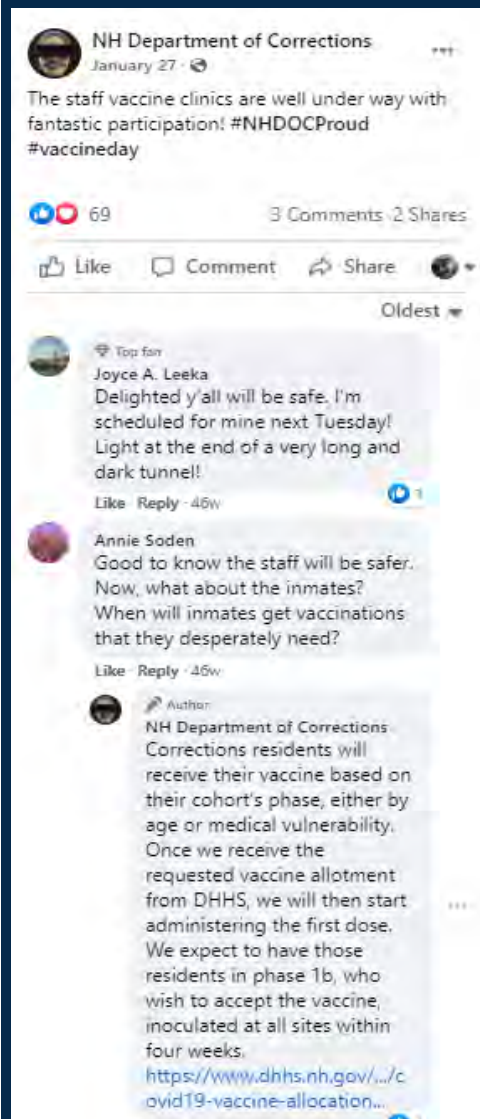 NH Department of Corrections
January 27 ·
The staff vaccine clinics are well under way with
fantastic participation! #NHDOCProud
#vaccineday
69
3 Comments 2 Shares
Like Comment Share
Oldest
Top fan
Joyce A. Leeka
Delighted y'all will be safe. I'm
scheduled for mine next Tuesday!
Light at the end of a very long and
dark tunnel!
Like · Reply · 46w
1
Annie Soden
Good to know the staff will be safer.
Now, what about the inmates?
When will inmates get vaccinations
that they desperately need?
Like · Reply · 46w
Author
NH Department of Corrections
Corrections residents will
receive their vaccine based on
their cohort's phase, either by
age or medical vulnerability.
Once we receive the
requested vaccine allotment
from DHHS, we will then start
administering the first dose.
We expect to have those
residents in phase 1b, who
wish to accept the vaccine,
inoculated at all sites within
four weeks.
https://www.dhhs.nh.gov/.../c
ovid19-vaccine-allocation...